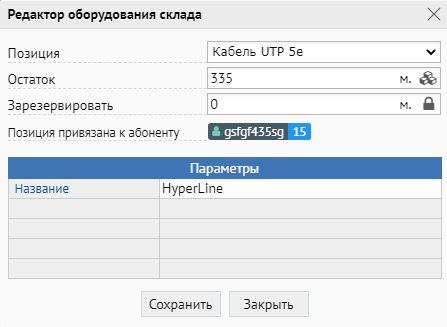 Редактор оборудования склада
Позиция Кабель UTP 5e
Остаток 335 м.
Зарезервировать 0 м.
Позиция привязана к абоненту gsfgf435sg 15
Параметры
Название HyperLine
Сохранить Закрыть